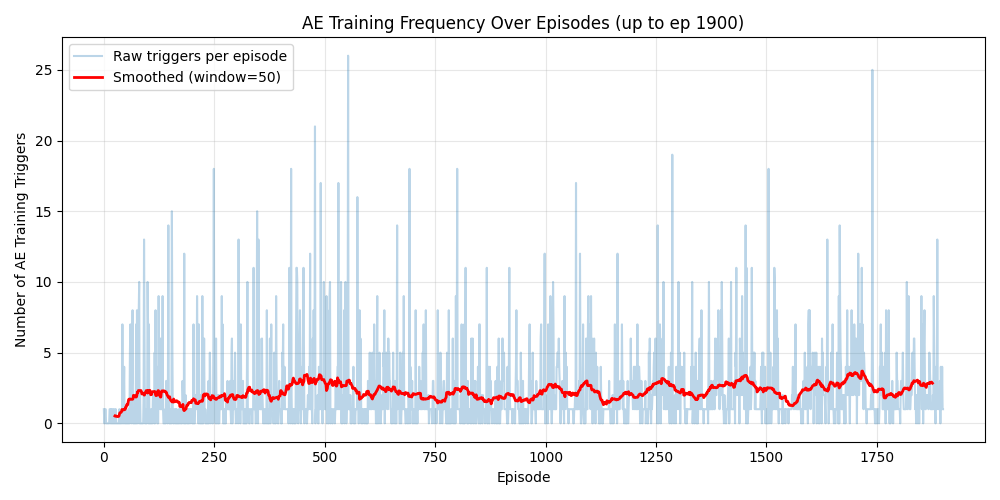 AE Training Frequency Over Episodes (up to ep 1900)
Raw triggers per episode
Smoothed (window=50)
Number of AE Training Triggers
25
20
15
10
5
0
0 250 500 750 1000 1250 1500 1750
Episode